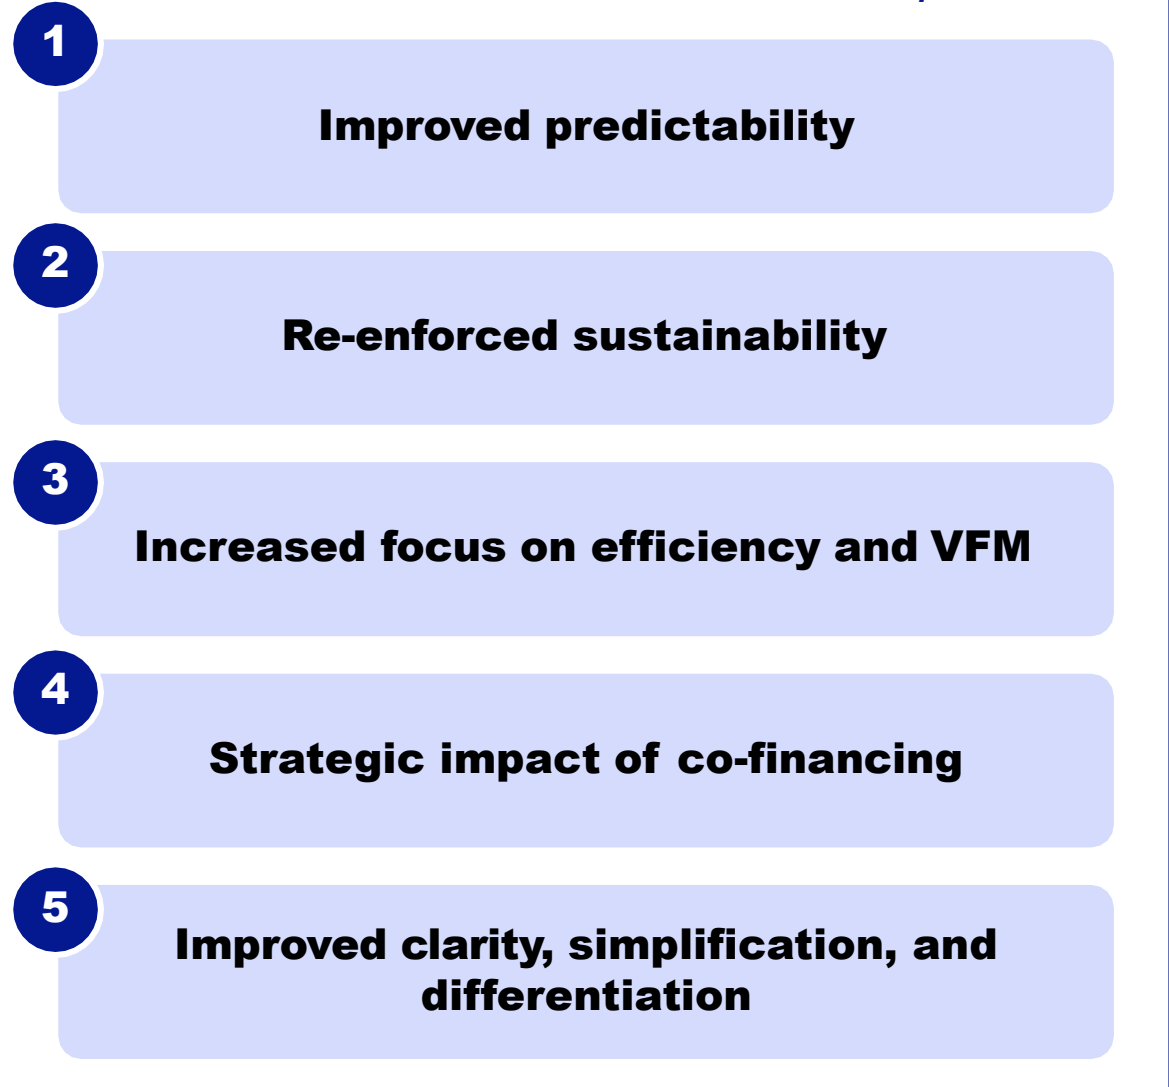 1
Improved predictability
2
Re-enforced sustainability
3
Increased focus on efficiency and VFM
4
Strategic impact of co-financing
5
Improved clarity, simplification, and
differentiation